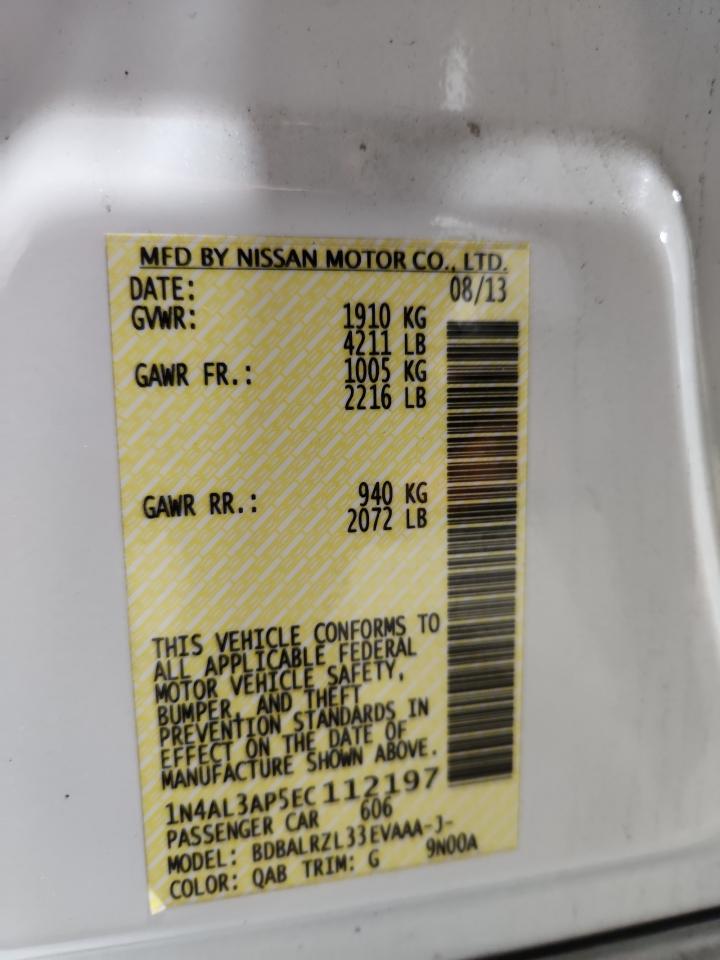 MFD BY NISSAN MOTOR CO., LTD.
DATE: 08/13
GVWR: 1910 KG
4211 LB
GAWR FR.: 1005 KG
2216 LB
GAWR RR.: 940 KG
2072 LB
THIS VEHICLE CONFORMS TO
ALL APPLICABLE FEDERAL
MOTOR VEHICLE SAFETY,
BUMPER, AND THEFT
PREVENTION STANDARDS IN
EFFECT ON THE DATE OF
MANUFACTURE SHOWN ABOVE.
1N4AL3AP5EC112197
PASSENGER CAR 606
MODEL: BDBALRZL33EVAAA-J-
9N00A
COLOR: QAB TRIM: G